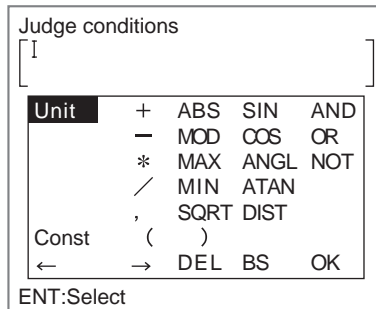 Judge conditions
[ ]
Unit + ABS SIN AND
− MOD COS OR
* MAX ANGL NOT
／ MIN ATAN
, SQRT DIST
Const ( )
← → DEL BS OK
ENT:Select